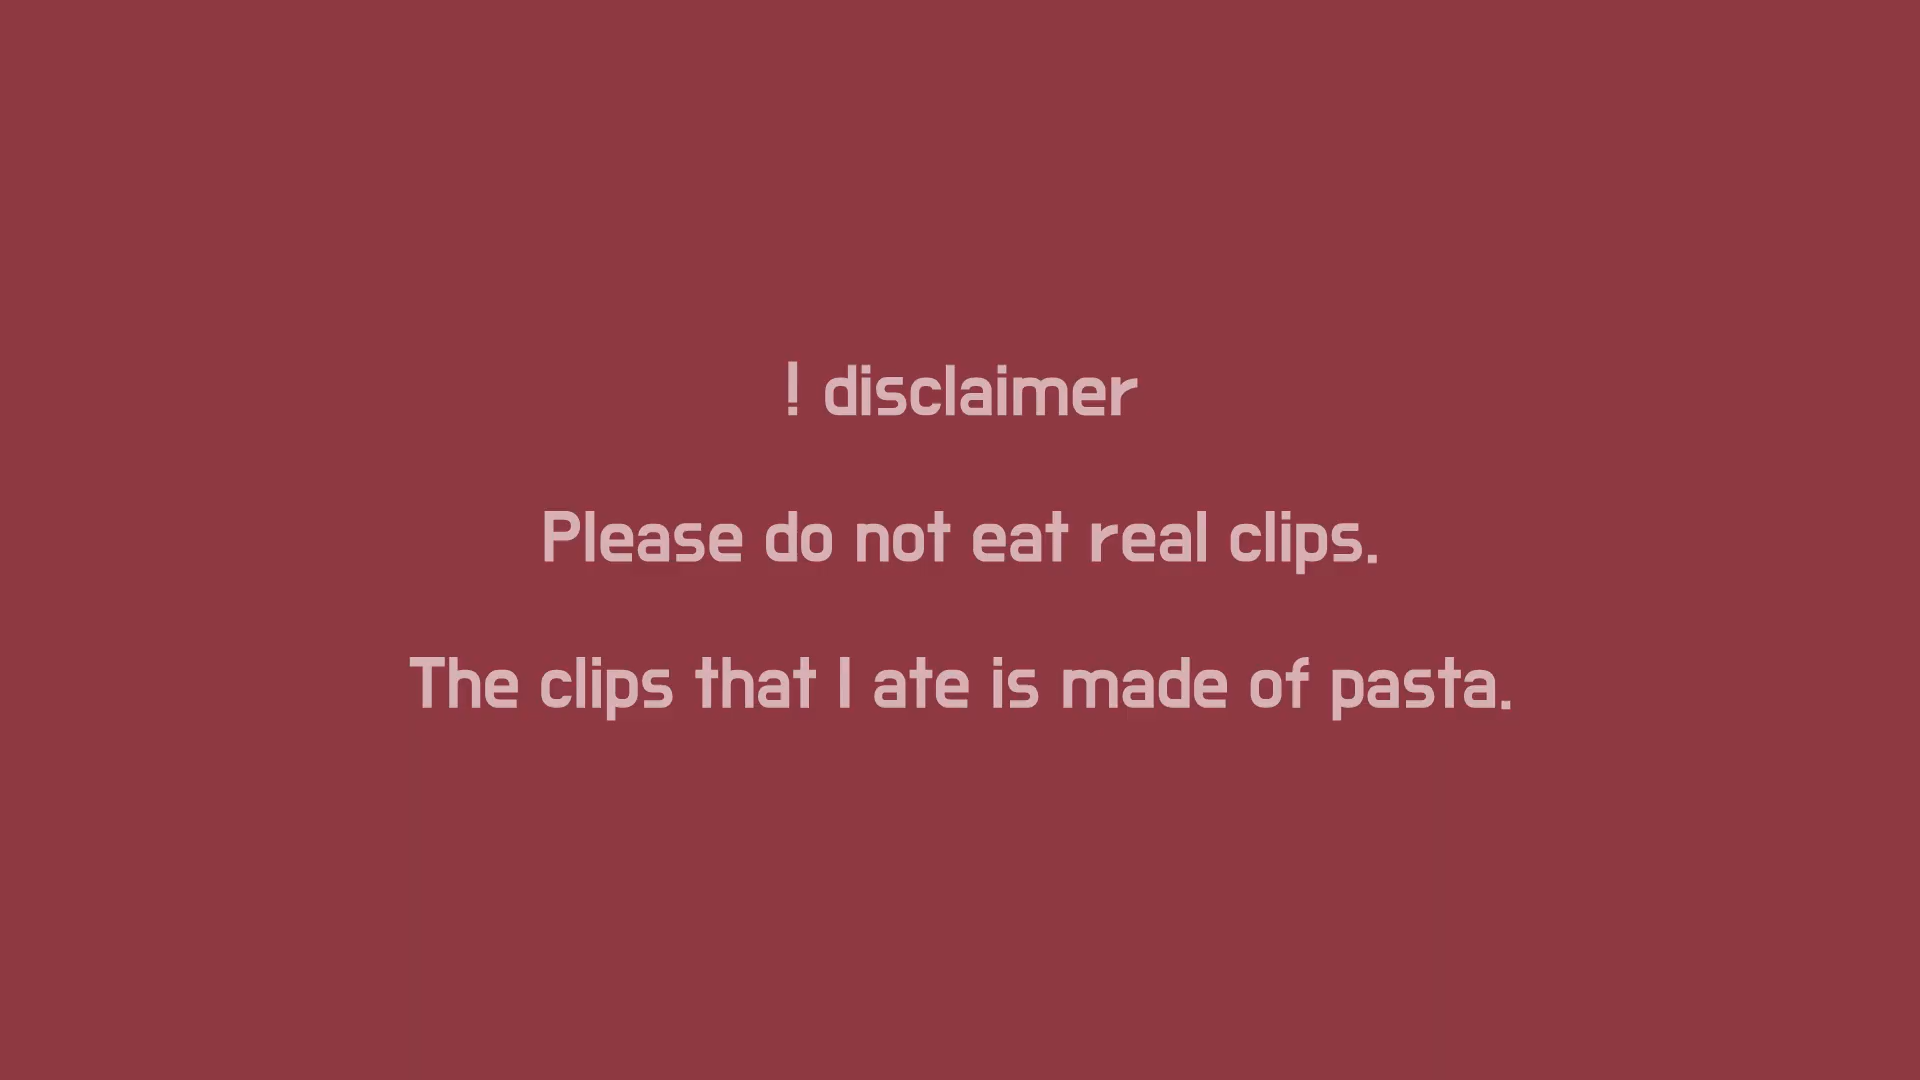 ! disclaimer
Please do not eat real clips.
The clips that I ate is made of pasta.